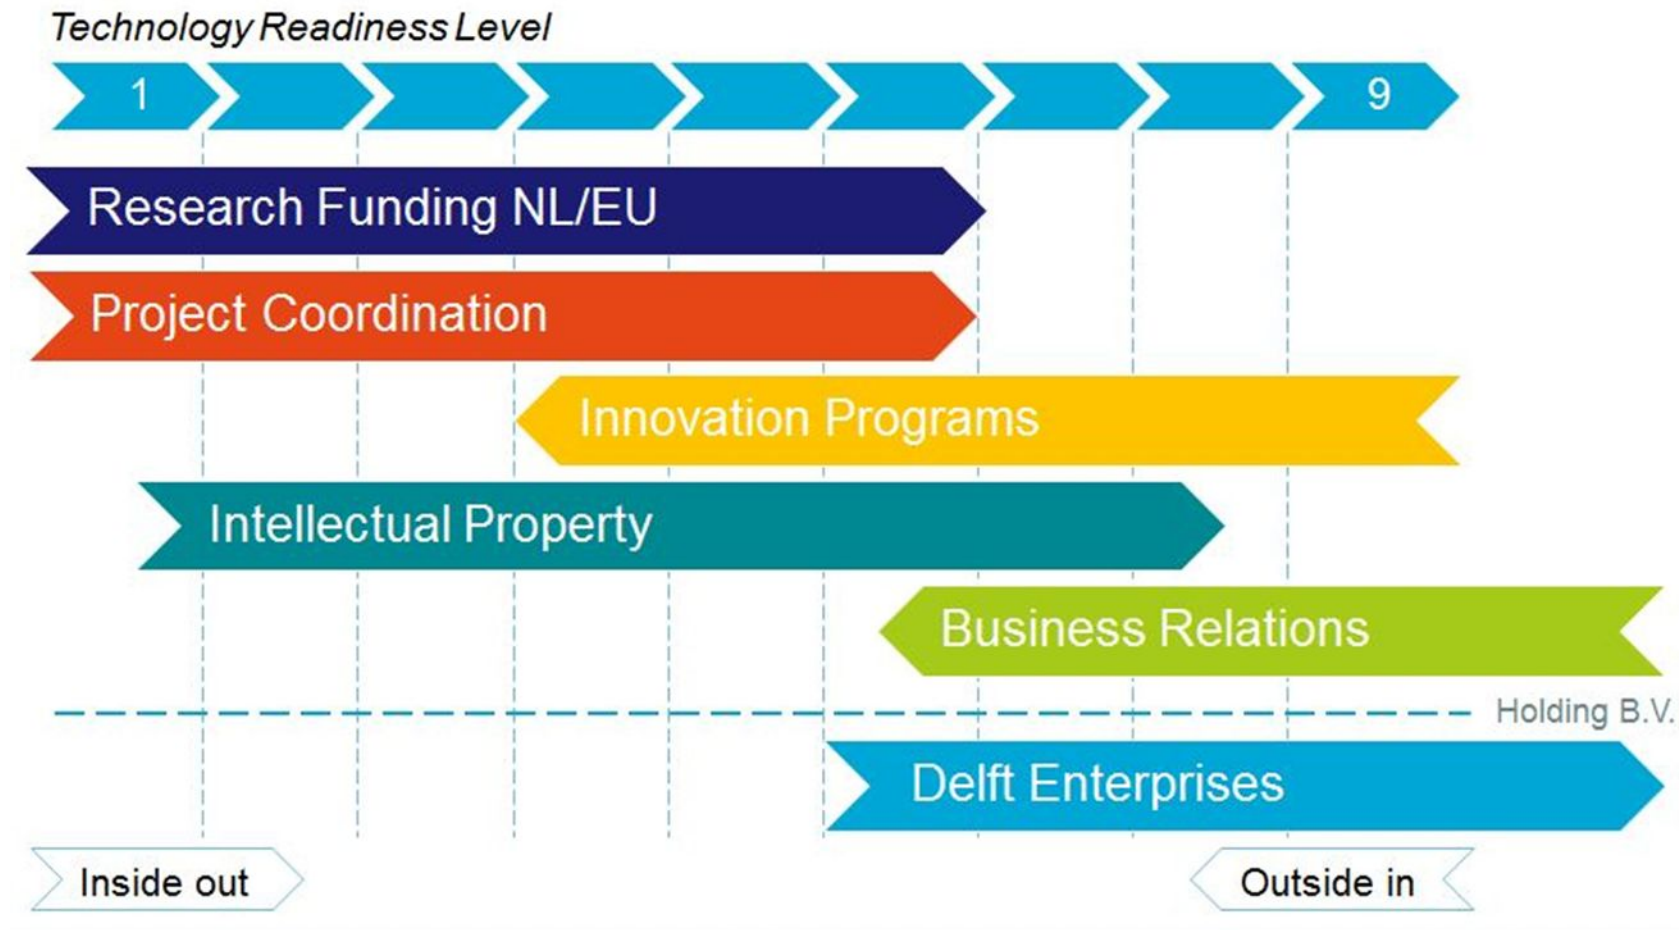 Technology Readiness Level
1
9
Research Funding NL/EU
Project Coordination
Innovation Programs
Intellectual Property
Business Relations
Holding B.V.
Delft Enterprises
Inside out
Outside in